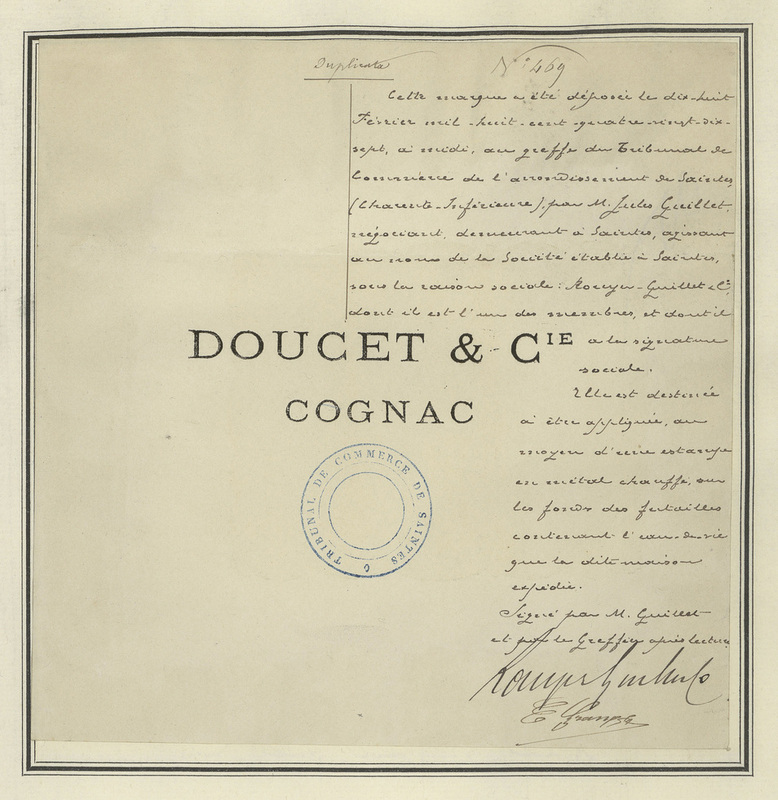 Duplicata
N° 469
Cette marque a été déposée le dix-huit
Février mil-huit-cent-quatre-vingt-dix-
sept, à midi, au greffe du Tribunal de
Commerce de l'arrondissement de Saintes,
(Charente-Inférieure), par M. Jules Guillet,
négociant, demeurant à Saintes, agissant
au nom de la Société établie à Saintes,
sous la raison sociale: Rouyer-Guillet & Cie
dont il est l'un des membres, et dont il
a la signature
sociale.
DOUCET & CIE
COGNAC
Elle est destinée
à être appliquée, au
moyen d'une estampe
en métal chauffé, sur
les fonds des futailles
contenant l'eau-de-vie
que la dite maison
expédie.
TRIBUNAL DE COMMERCE DE SAINTES
Signé par M. Guillet
et par le Greffier après lecture
Rouyer Guillet & Co